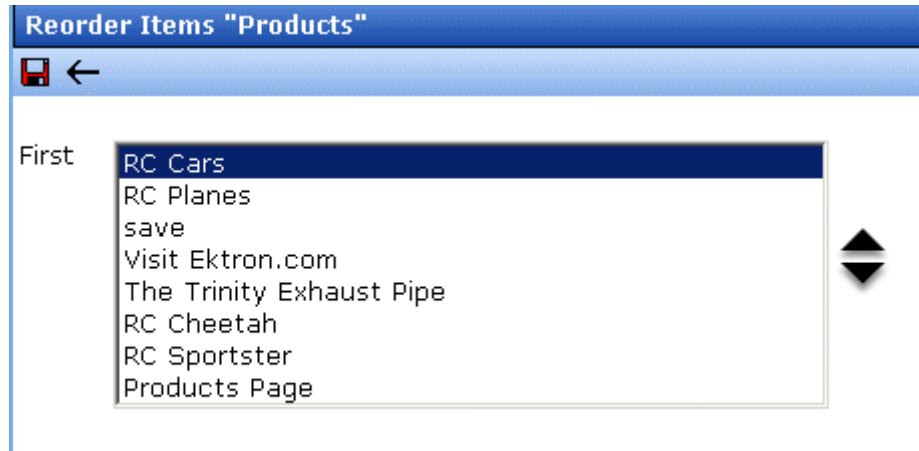 Reorder Items "Products"
First
RC Cars
RC Planes
save
Visit Ektron.com
The Trinity Exhaust Pipe
RC Cheetah
RC Sportster
Products Page